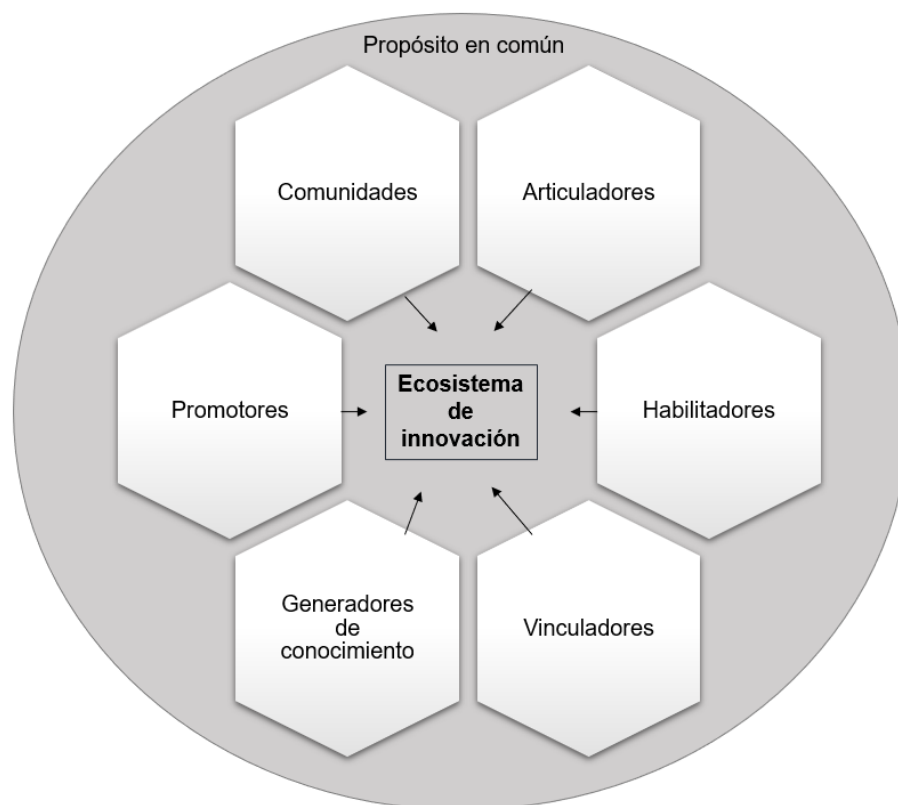 Propósito en común
Comunidades
Articuladores
Promotores
Ecosistema
de
innovación
Habilitadores
Generadores
de
conocimiento
Vinculadores